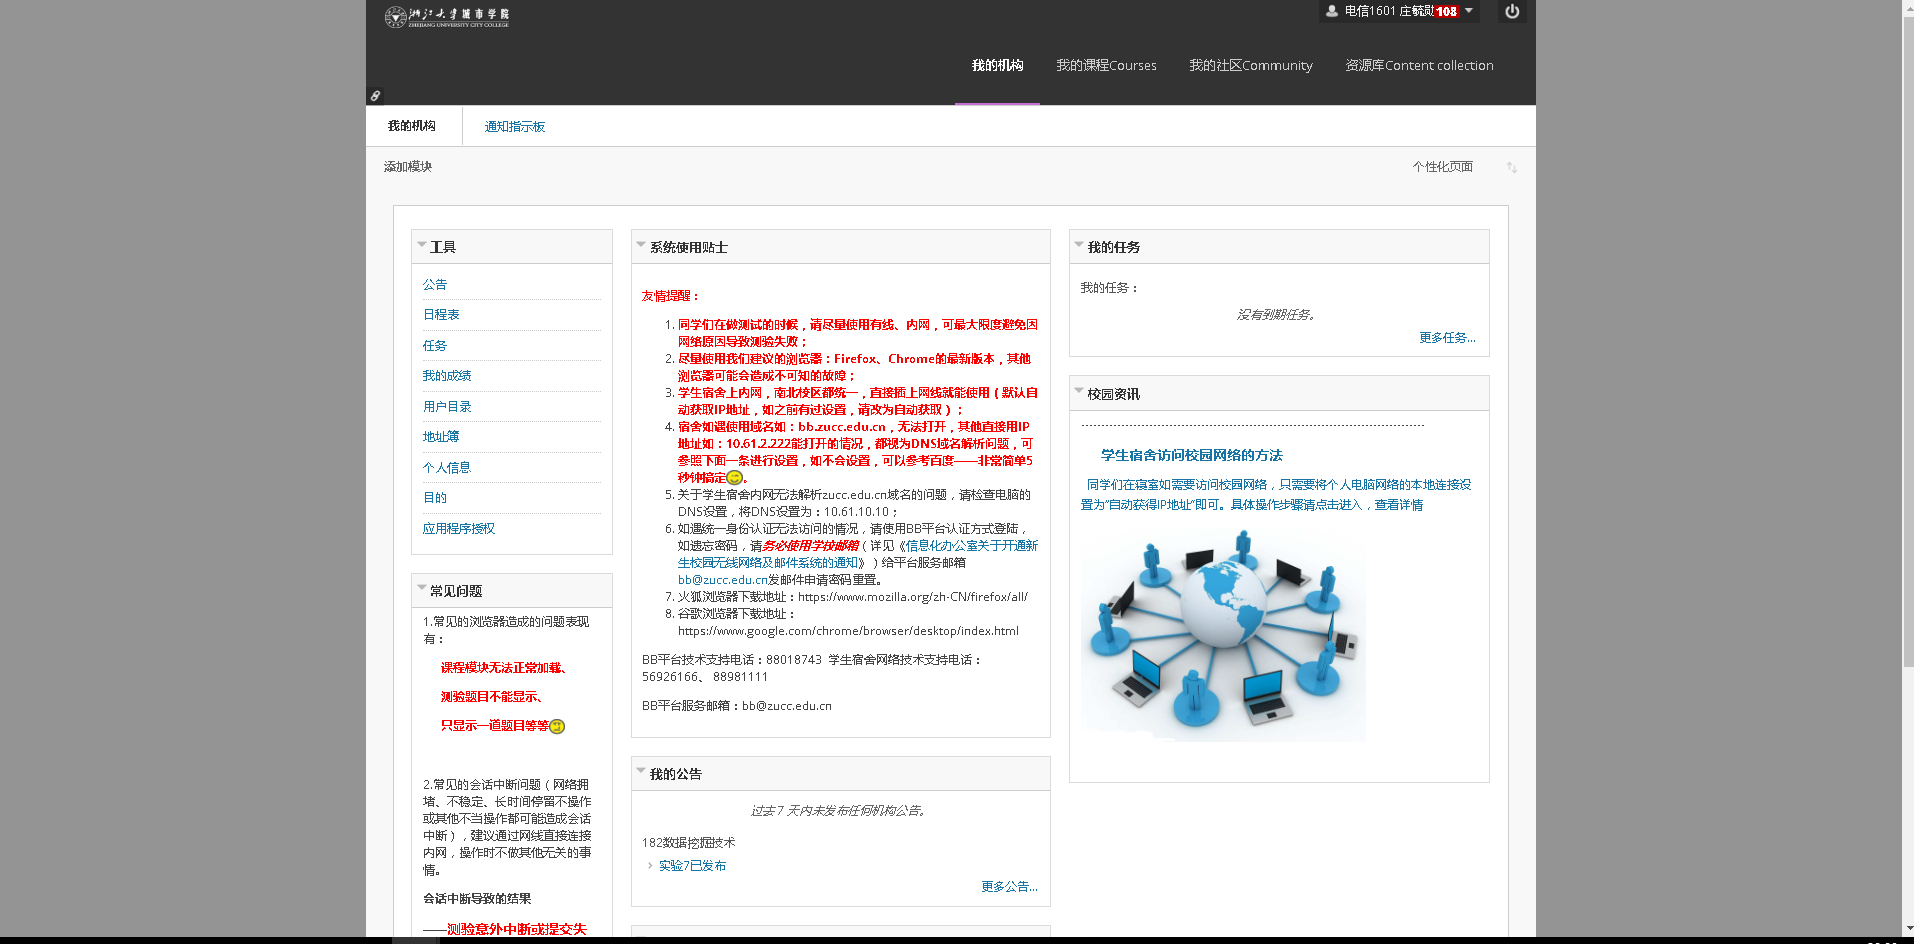 浙江大学城市学院
ZHEJIANG UNIVERSITY CITY COLLEGE
电信1601 庄毓勋 108
我的机构
我的课程Courses
我的社区Community
资源库Content collection
我的机构
通知指示板
添加模块
个性化页面
工具
公告
日程表
任务
我的成绩
用户目录
地址簿
个人信息
目的
应用程序授权
常见问题
1.常见的浏览器造成的问题表现
有：
课程模块无法正常加载、
测验题目不能显示、
只显示一道题目等等
2.常见的会话中断问题（网络拥
堵、不稳定、长时间停留不操作
或其他不当操作都可能造成会话
中断），建议通过网线直接连接
内网，操作时不做其他无关的事
情。
会话中断导致的结果
——测验意外中断或提交失
系统使用贴士
友情提醒：
1. 同学们在做测试的时候，请尽量使用有线、内网，可最大限度避免因
网络原因导致测验失败；
2. 尽量使用我们建议的浏览器：Firefox、Chrome的最新版本，其他
浏览器可能会造成不可知的故障；
3. 学生宿舍上内网，南北校区都统一，直接插上网线就能使用（默认自
动获取IP地址，如之前有过设置，请改为自动获取）；
4. 宿舍如遇使用域名如：bb.zucc.edu.cn，无法打开，其他直接用IP
地址如：10.61.2.222能打开的情况，都视为DNS域名解析问题，可
参照下面一条进行设置，如不会设置，可以参考百度——非常简单5
秒钟搞定。
5. 关于学生宿舍内网无法解析zucc.edu.cn域名的问题，请检查电脑的
DNS设置，将DNS设置为：10.61.10.10；
6. 如遇统一身份认证无法访问的情况，请使用BB平台认证方式登陆，
如遗忘密码，请务必使用学校邮箱（详见《信息化办公室关于开通新
生校园无线网络及邮件系统的通知》）给平台服务邮箱
bb@zucc.edu.cn发邮件申请密码重置。
7. 火狐浏览器下载地址：https://www.mozilla.org/zh-CN/firefox/all/
8. 谷歌浏览器下载地址：
https://www.google.com/chrome/browser/desktop/index.html
BB平台技术支持电话：88018743 学生宿舍网络技术支持电话：
56926166、 88981111
BB平台服务邮箱：bb@zucc.edu.cn
我的公告
过去 7 天内未发布任何机构公告。
182数据挖掘技术
实验7已发布
更多公告...
我的任务
我的任务：
没有到期任务。
更多任务...
校园资讯
学生宿舍访问校园网络的方法
同学们在寝室如需要访问校园网络，只需要将个人电脑网络的本地连接设
置为"自动获得IP地址"即可。具体操作步骤请点击进入，查看详情